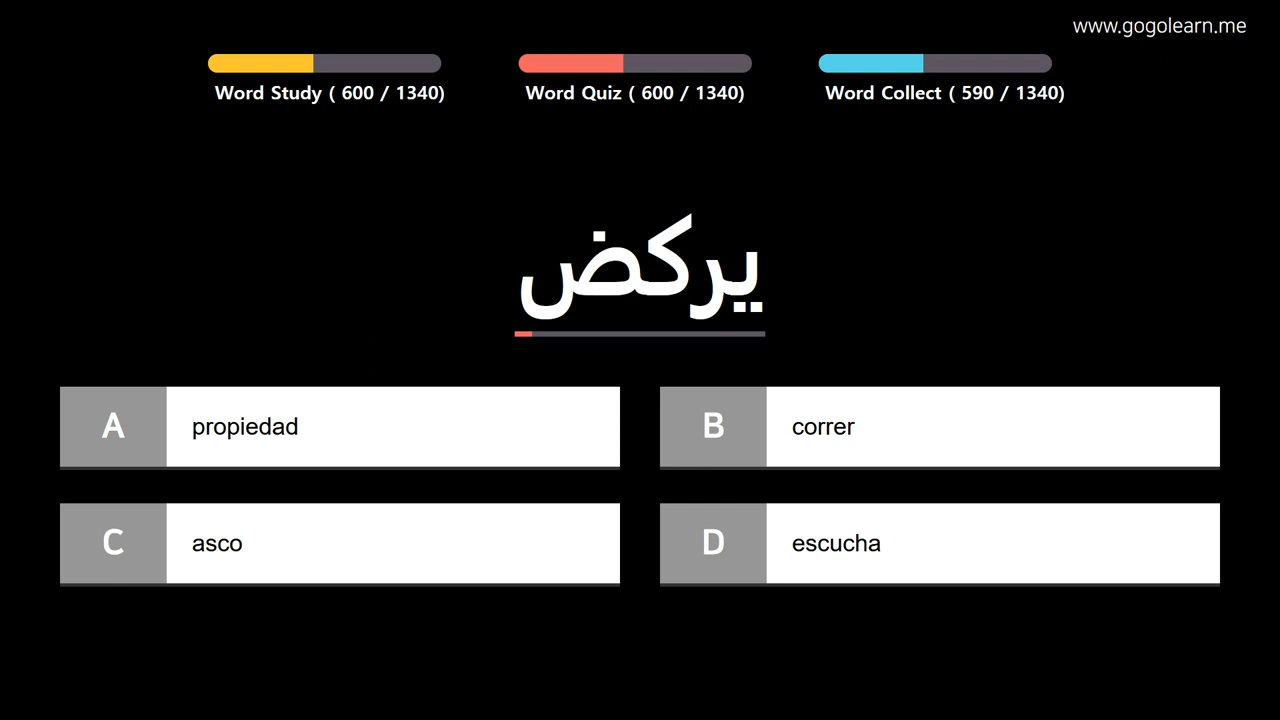 www.gogolearn.me
Word Study ( 600 / 1340)
Word Quiz ( 600 / 1340)
Word Collect ( 590 / 1340)
يركض
A propiedad
B correr
C asco
D escucha